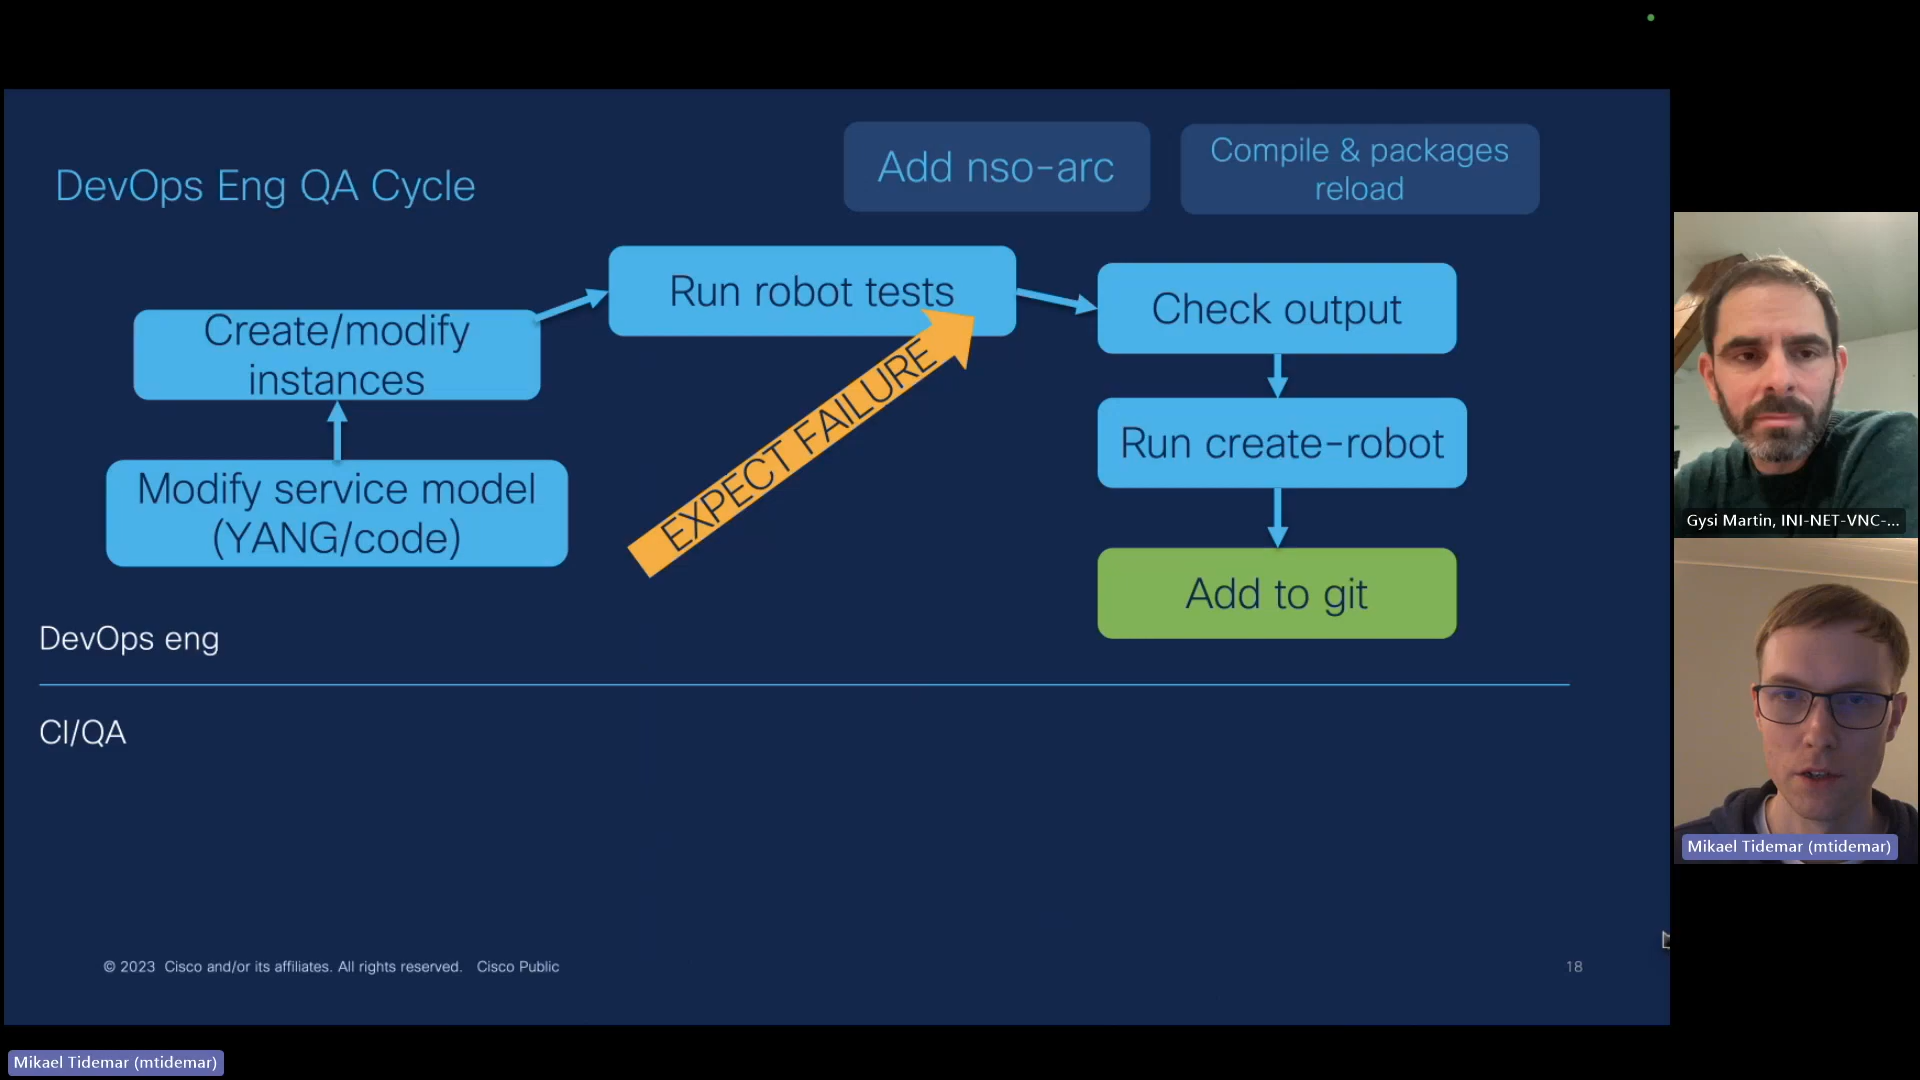 DevOps Eng QA Cycle
Add nso-arc
Compile & packages
reload
Run robot tests
Check output
Create/modify
instances
EXPECT FAILURE
Run create-robot
Modify service model
(YANG/code)
Add to git
DevOps eng
CI/QA
© 2023 Cisco and/or its affiliates. All rights reserved. Cisco Public
18
Gysi Martin, INI-NET-VNC-...
Mikael Tidemar (mtidemar)
Mikael Tidemar (mtidemar)